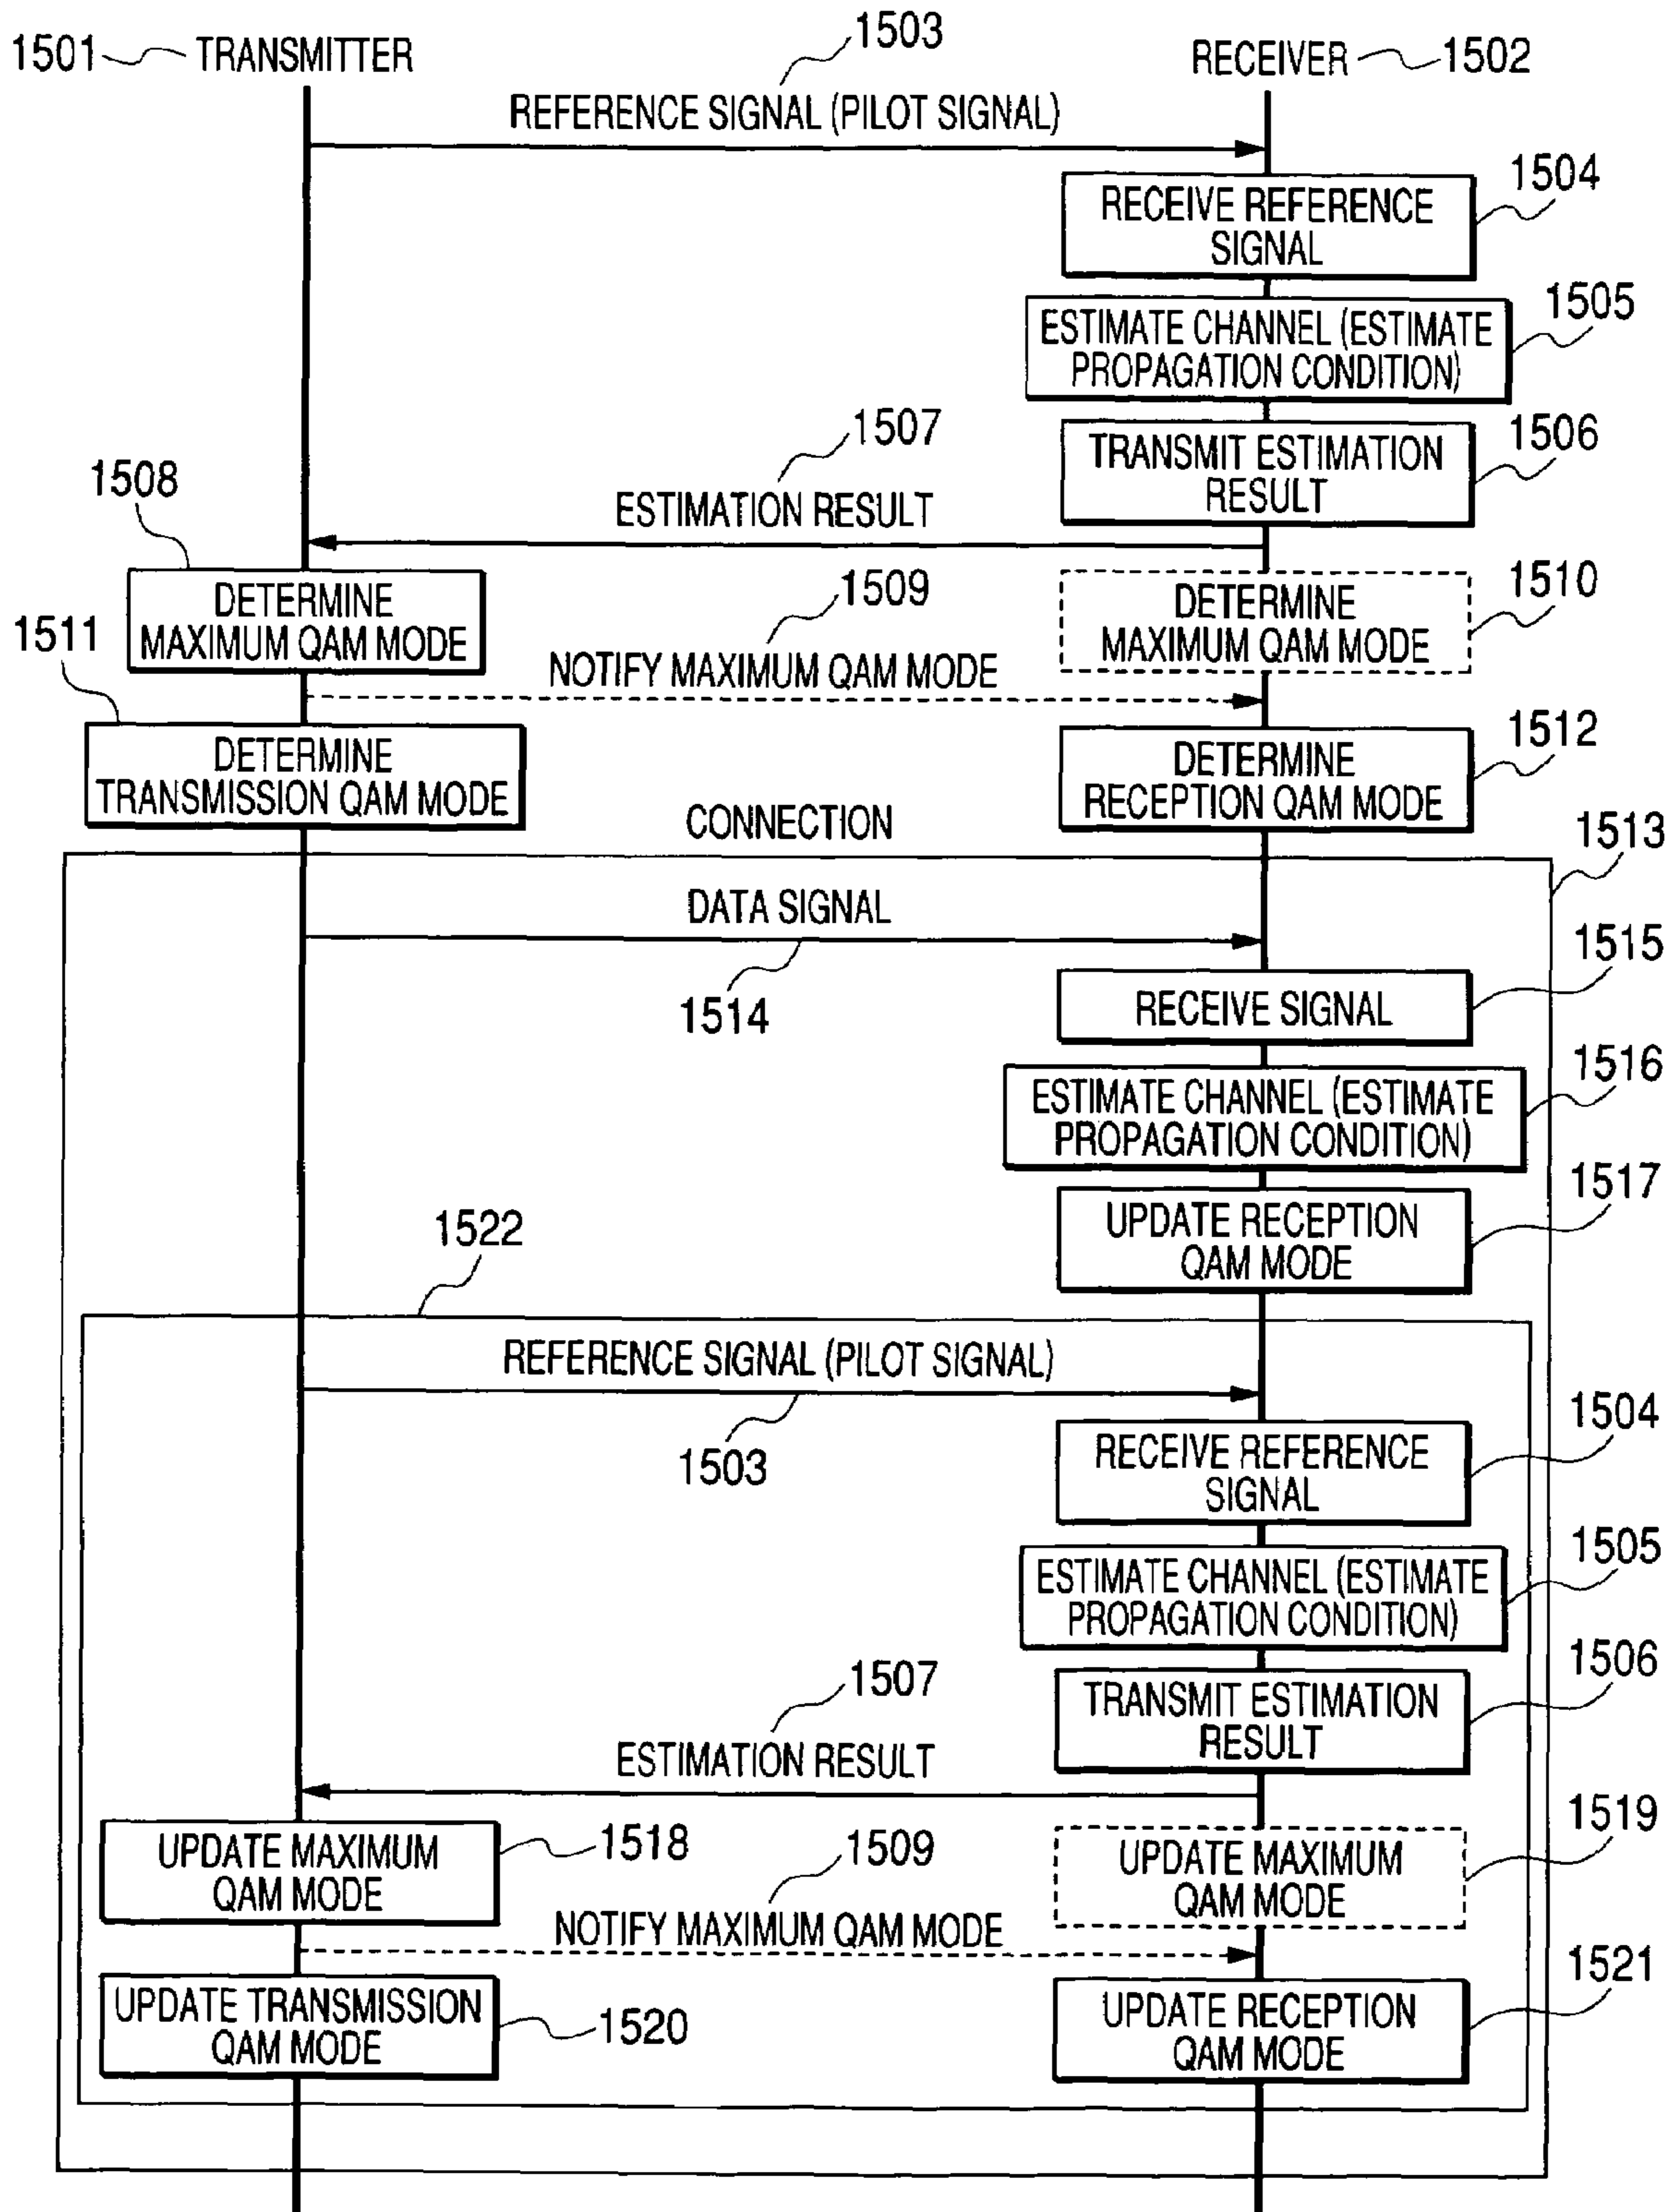 1503
1501 TRANSMITTER
RECEIVER 1502
REFERENCE SIGNAL (PILOT SIGNAL)
1504
RECEIVE REFERENCE
SIGNAL
1505
ESTIMATE CHANNEL (ESTIMATE
PROPAGATION CONDITION)
1507
1506
TRANSMIT ESTIMATION
RESULT
1508
ESTIMATION RESULT
1509
1510
DETERMINE
MAXIMUM QAM MODE
DETERMINE
MAXIMUM QAM MODE
1511
NOTIFY MAXIMUM QAM MODE
1512
DETERMINE
TRANSMISSION QAM MODE
DETERMINE
RECEPTION QAM MODE
CONNECTION
1513
DATA SIGNAL
1514
1515
RECEIVE SIGNAL
1516
ESTIMATE CHANNEL (ESTIMATE
PROPAGATION CONDITION)
1517
UPDATE RECEPTION
QAM MODE
1522
REFERENCE SIGNAL (PILOT SIGNAL)
1503
1504
RECEIVE REFERENCE
SIGNAL
1505
ESTIMATE CHANNEL (ESTIMATE
PROPAGATION CONDITION)
1507
1506
TRANSMIT ESTIMATION
RESULT
ESTIMATION RESULT
1519
UPDATE MAXIMUM
QAM MODE
1518
1509
UPDATE MAXIMUM
QAM MODE
NOTIFY MAXIMUM QAM MODE
1521
UPDATE TRANSMISSION
QAM MODE
1520
UPDATE RECEPTION
QAM MODE